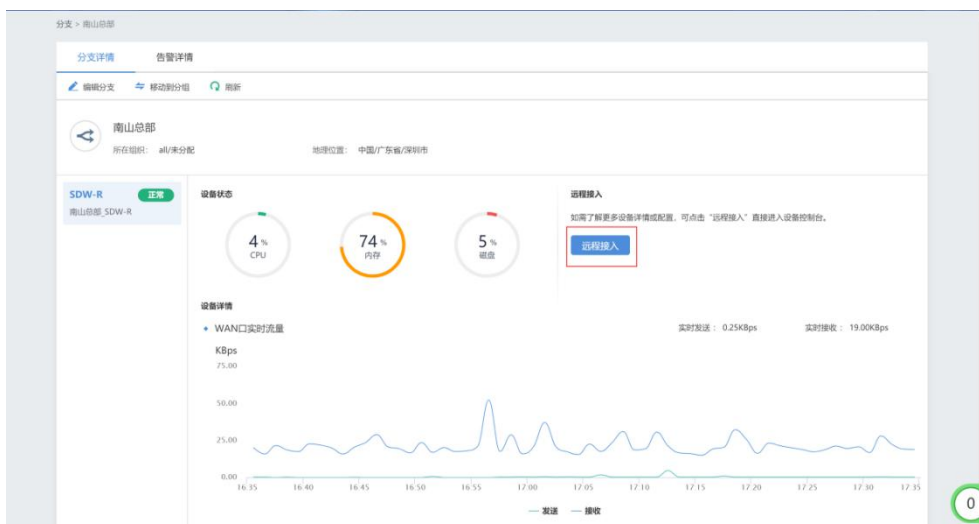 分支 > 南山总部
分支详情 告警详情
编辑分支 移动到分组 刷新
南山总部
所在组织： all/未分配 地理位置： 中国/广东省/深圳市
SDW-R 正常
南山总部_SDW-R
设备状态
4 %
CPU
74 %
内存
5 %
磁盘
远程接入
如需了解更多设备详情或配置，可点击“远程接入”直接进入设备控制台。
远程接入
设备详情
WAN口实时流量 实时发送： 0.25KBps 实时接收： 19.00KBps
KBps
75.00
50.00
25.00
0.00
16:35 16:40 16:45 16:50 16:55 17:00 17:05 17:10 17:15 17:20 17:25 17:30 17:35
发送 接收
0